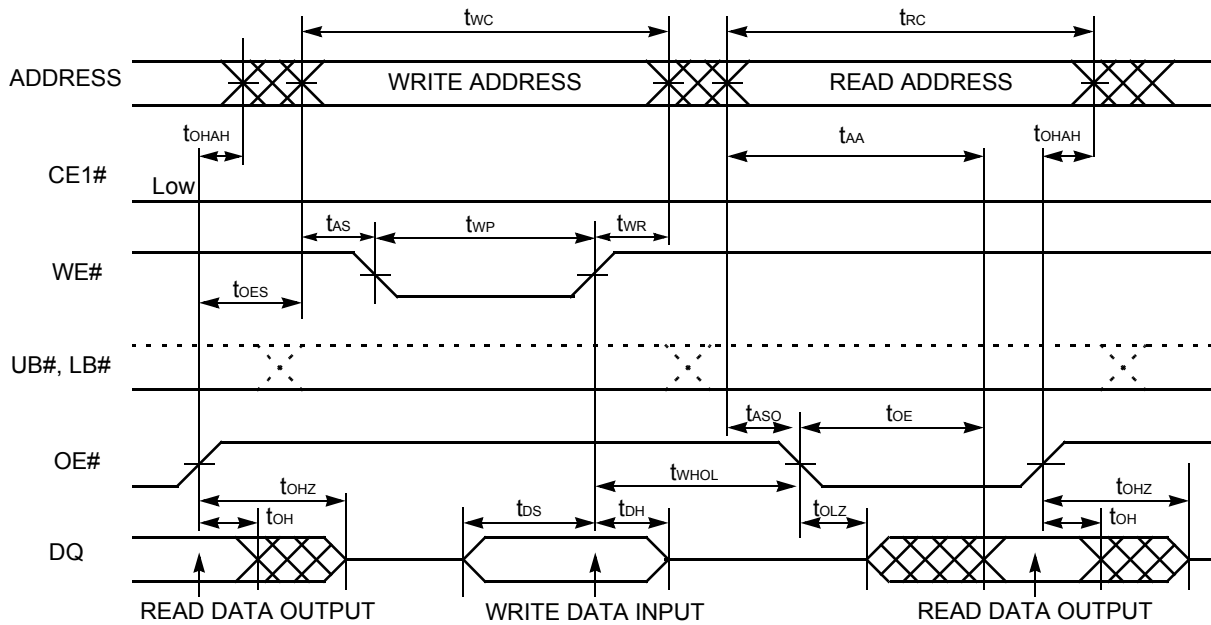 tWC
tRC
ADDRESS
WRITE ADDRESS
READ ADDRESS
tOHAH
tAA
tOHAH
CE1#
Low
tAS
tWP
tWR
WE#
tOES
UB#, LB#
tASO
tOE
OE#
tWHOL
tOHZ
tOHZ
tDS
tDH
tOLZ
tOH
tOH
DQ
READ DATA OUTPUT
WRITE DATA INPUT
READ DATA OUTPUT